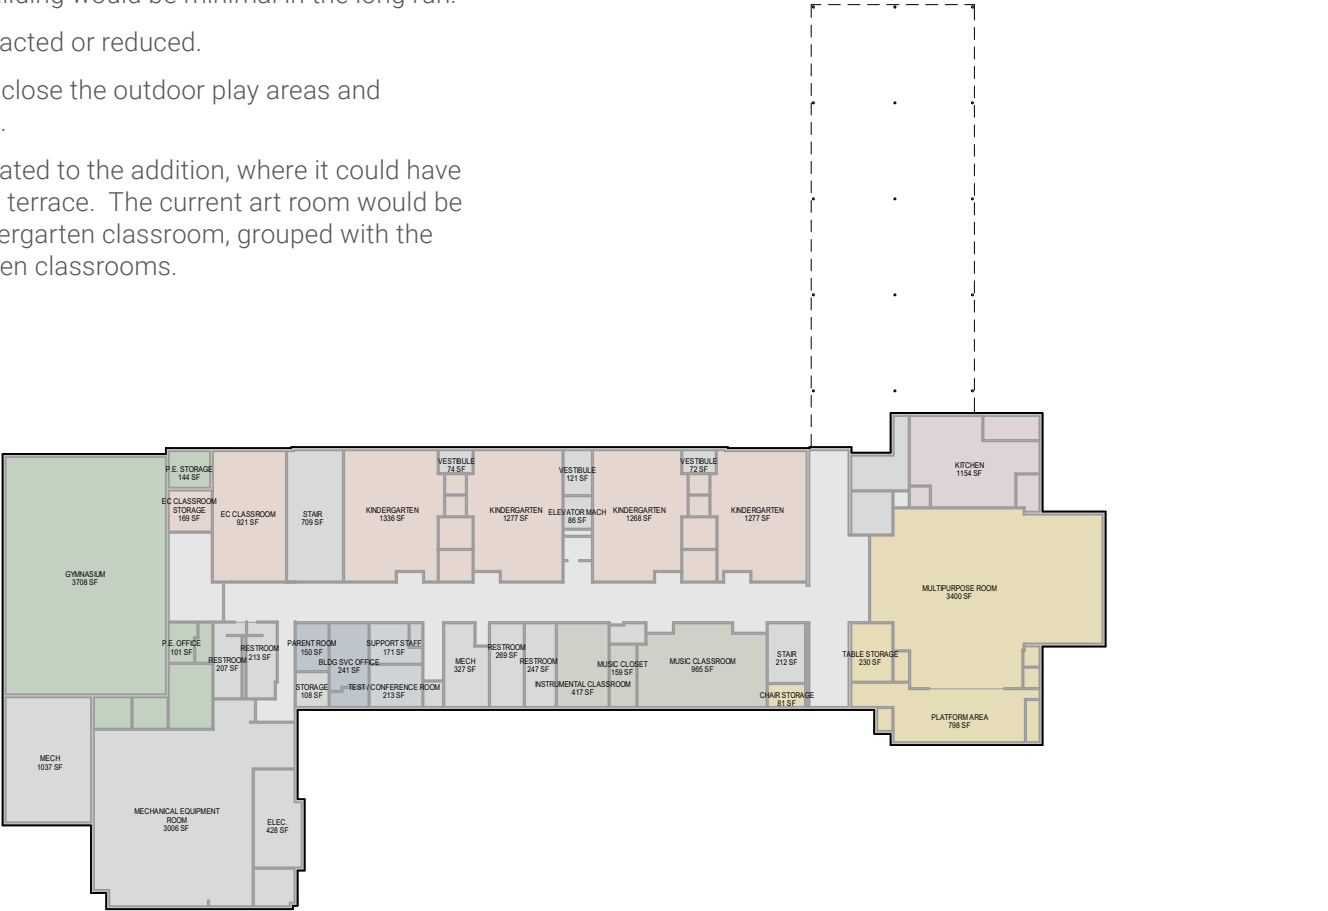 ilding would be minimal in the long run.
acted or reduced.
close the outdoor play areas and
.
ated to the addition, where it could have
terrace.  The current art room would be
ergarten classroom, grouped with the
en classrooms.
KITCHEN
1154 SF
P.E. STORAGE
144 SF
VESTIBULE
74 SF
VESTIBULE
121 SF
VESTIBULE
72 SF
EC CLASSROOM
STORAGE
169 SF
EC CLASSROOM
921 SF
STAIR
709 SF
KINDERGARTEN
1336 SF
KINDERGARTEN
1277 SF
ELEVATOR MACH
86 SF
KINDERGARTEN
1268 SF
KINDERGARTEN
1277 SF
GYMNASIUM
3708 SF
MULTIPURPOSE ROOM
3400 SF
P.E. OFFICE
101 SF
RESTROOM
207 SF
RESTROOM
213 SF
PARENT ROOM
150 SF
BLDG SVC OFFICE
241 SF
SUPPORT STAFF
171 SF
STORAGE
108 SF
TEST / CONFERENCE ROOM
213 SF
MECH
327 SF
RESTROOM
269 SF
RESTROOM
247 SF
INSTRUMENTAL CLASSROOM
417 SF
MUSIC CLOSET
159 SF
MUSIC CLASSROOM
965 SF
STAIR
212 SF
CHAIR STORAGE
81 SF
TABLE STORAGE
230 SF
PLATFORM AREA
798 SF
MECH
1037 SF
MECHANICAL EQUIPMENT
ROOM
3006 SF
ELEC.
428 SF